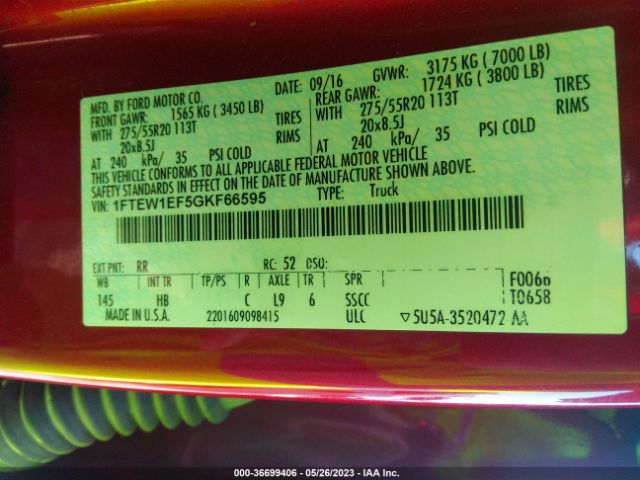 MFD. BY FORD MOTOR CO.
DATE: 09/16 GVWR: 3175 KG ( 7000 LB)
FRONT GAWR: 1565 KG ( 3450 LB)
REAR GAWR: 1724 KG ( 3800 LB)
WITH 275/55R20 113T TIRES
275/55R20 113T TIRES
20x8.5J RIMS
WITH 20x8.5J RIMS
AT 240 kPa/ 35 PSI COLD
AT 240 kPa/ 35 PSI COLD
THIS VEHICLE CONFORMS TO ALL APPLICABLE FEDERAL MOTOR VEHICLE
SAFETY STANDARDS IN EFFECT ON THE DATE OF MANUFACTURE SHOWN ABOVE.
VIN: 1FTEW1EF5GKF66595 TYPE: Truck
EXT PNT: RR RC: 52 DSO:
WB INT TR TP/PS R AXLE TR SPR F0066
145 HB C L9 6 SSCC T0658
MADE IN U.S.A. 2201609098415 ULC ▽5U5A-3520472-AA
000-36699406 - 05/26/2023 - IAA Inc.